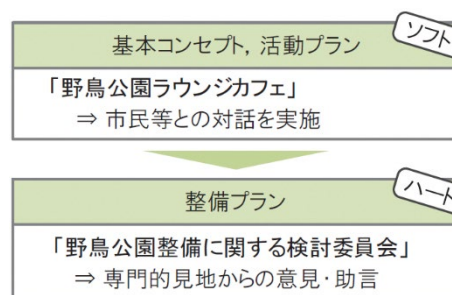 ソフト
基本コンセプト，活動プラン
「野鳥公園ラウンジカフェ」
⇒ 市民等との対話を実施
ハード
整備プラン
「野鳥公園整備に関する検討委員会」
⇒ 専門的見地からの意見・助言